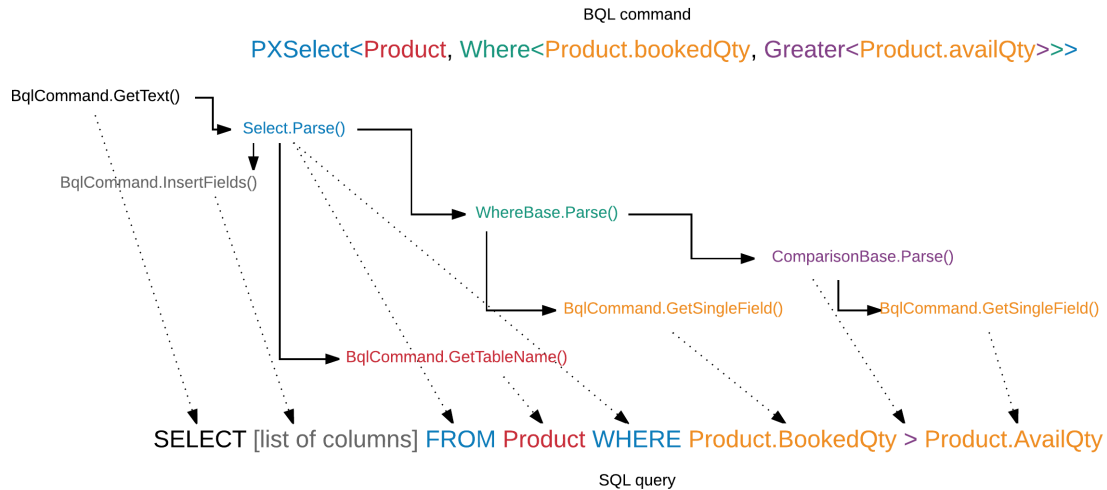 BQL command
PXSelect<Product, Where<Product.bookedQty, Greater<Product.availQty>>>
BqlCommand.GetText()
Select.Parse()
BqlCommand.InsertFields()
WhereBase.Parse()
ComparisonBase.Parse()
BqlCommand.GetSingleField()
BqlCommand.GetSingleField()
BqlCommand.GetTableName()
SELECT [list of columns] FROM Product WHERE Product.BookedQty > Product.AvailQty
SQL query